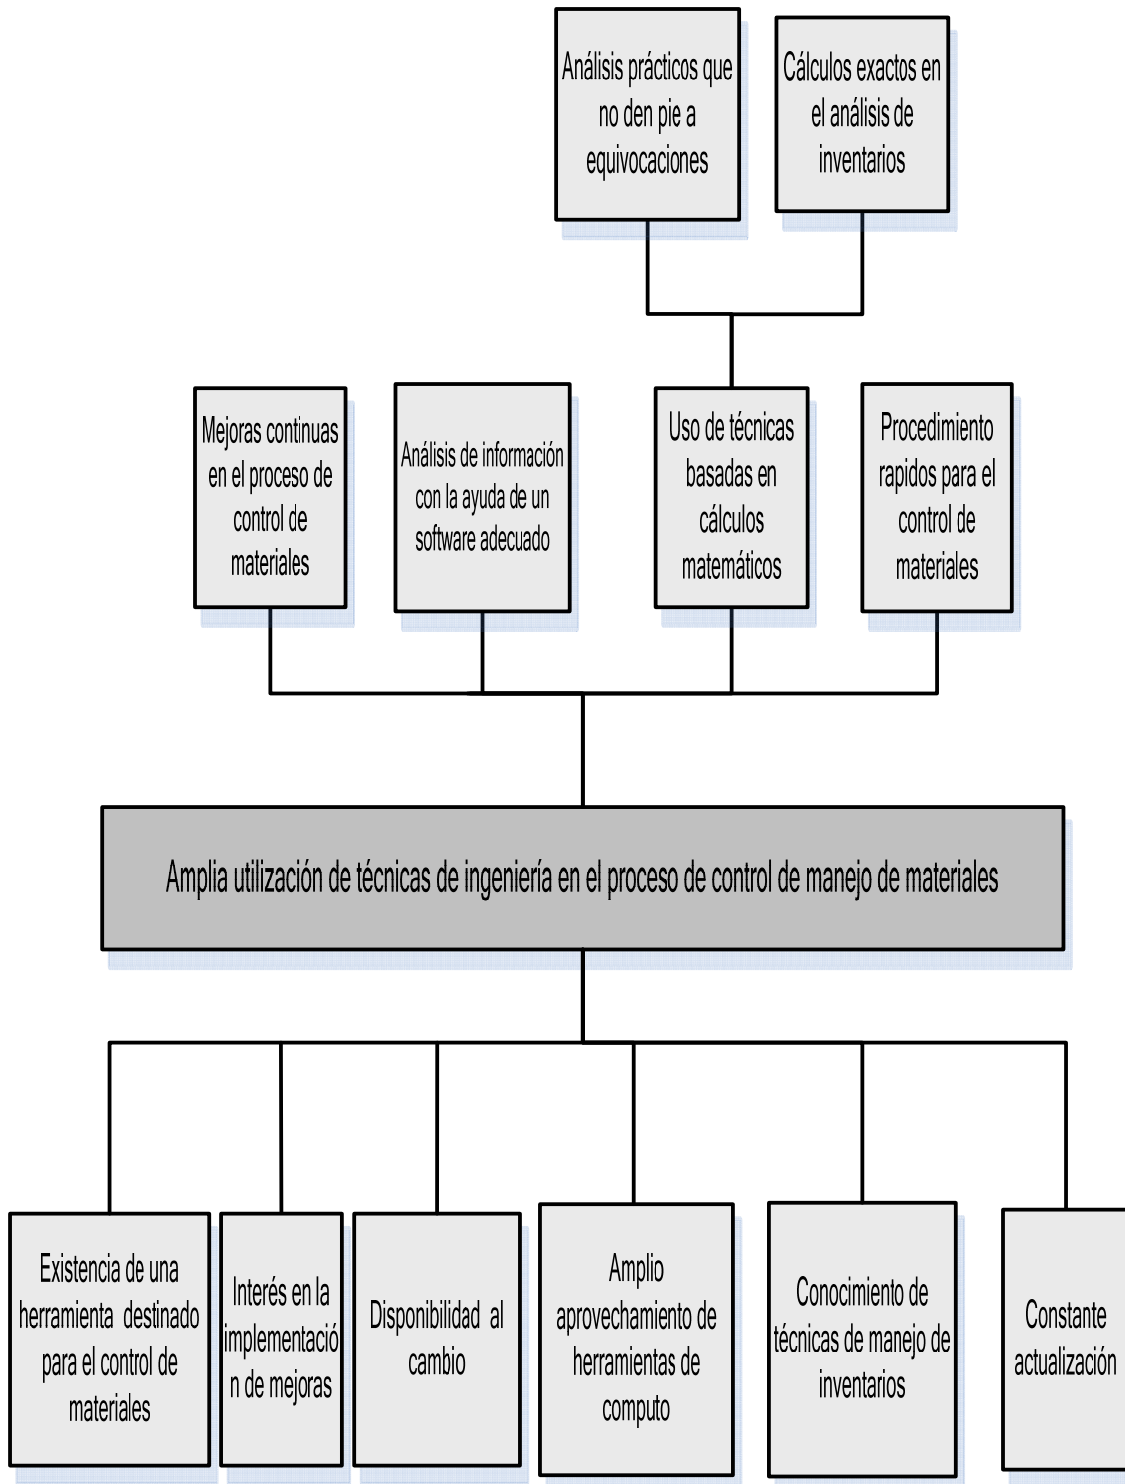 Análisis prácticos que
no den pie a
equivocaciones
Cálculos exactos en
el análisis de
inventarios
Mejoras continuas
en el proceso de
control de
materiales
Análisis de información
con la ayuda de un
software adecuado
Uso de técnicas
basadas en
cálculos
matemáticos
Procedimiento
rapidos para el
control de
materiales
Amplia utilización de técnicas de ingeniería en el proceso de control de manejo de materiales
Existencia de una
herramienta destinado
para el control de
materiales
Interés en la
implementació
n de mejoras
Disponibilidad al
cambio
Amplio
aprovechamiento de
herramientas de
computo
Conocimiento de
técnicas de manejo de
inventarios
Constante
actualización